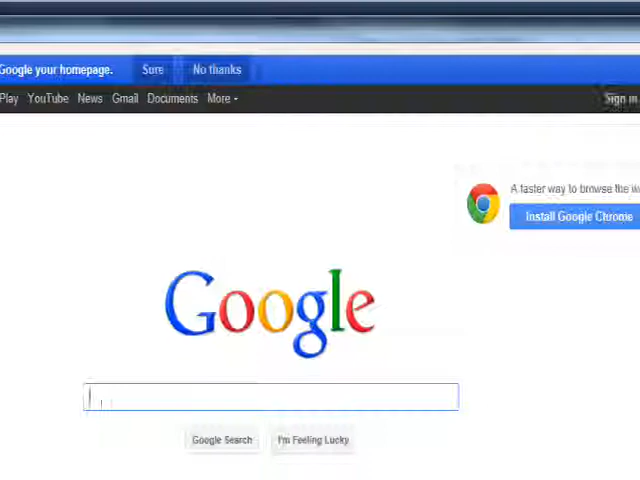 Google your homepage. Sure No thanks
Play YouTube News Gmail Documents More
Sign in
A faster way to browse the
Install Google Chrome
Google
Google Search I'm Feeling Lucky